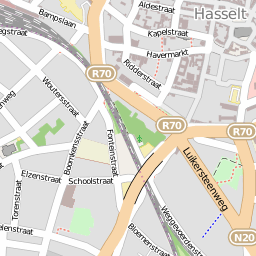 Bampslaan
Aldestraat
Hasselt
Kapelstraat
Havermarkt
Ridderstraat
Woutersstraat
R70
R70
R70
Boomkensstraat
Fonteinstraat
Luikersteenweg
Elzenstraat
Schoolstraat
Torenstraat
Bloemenstraat
N20